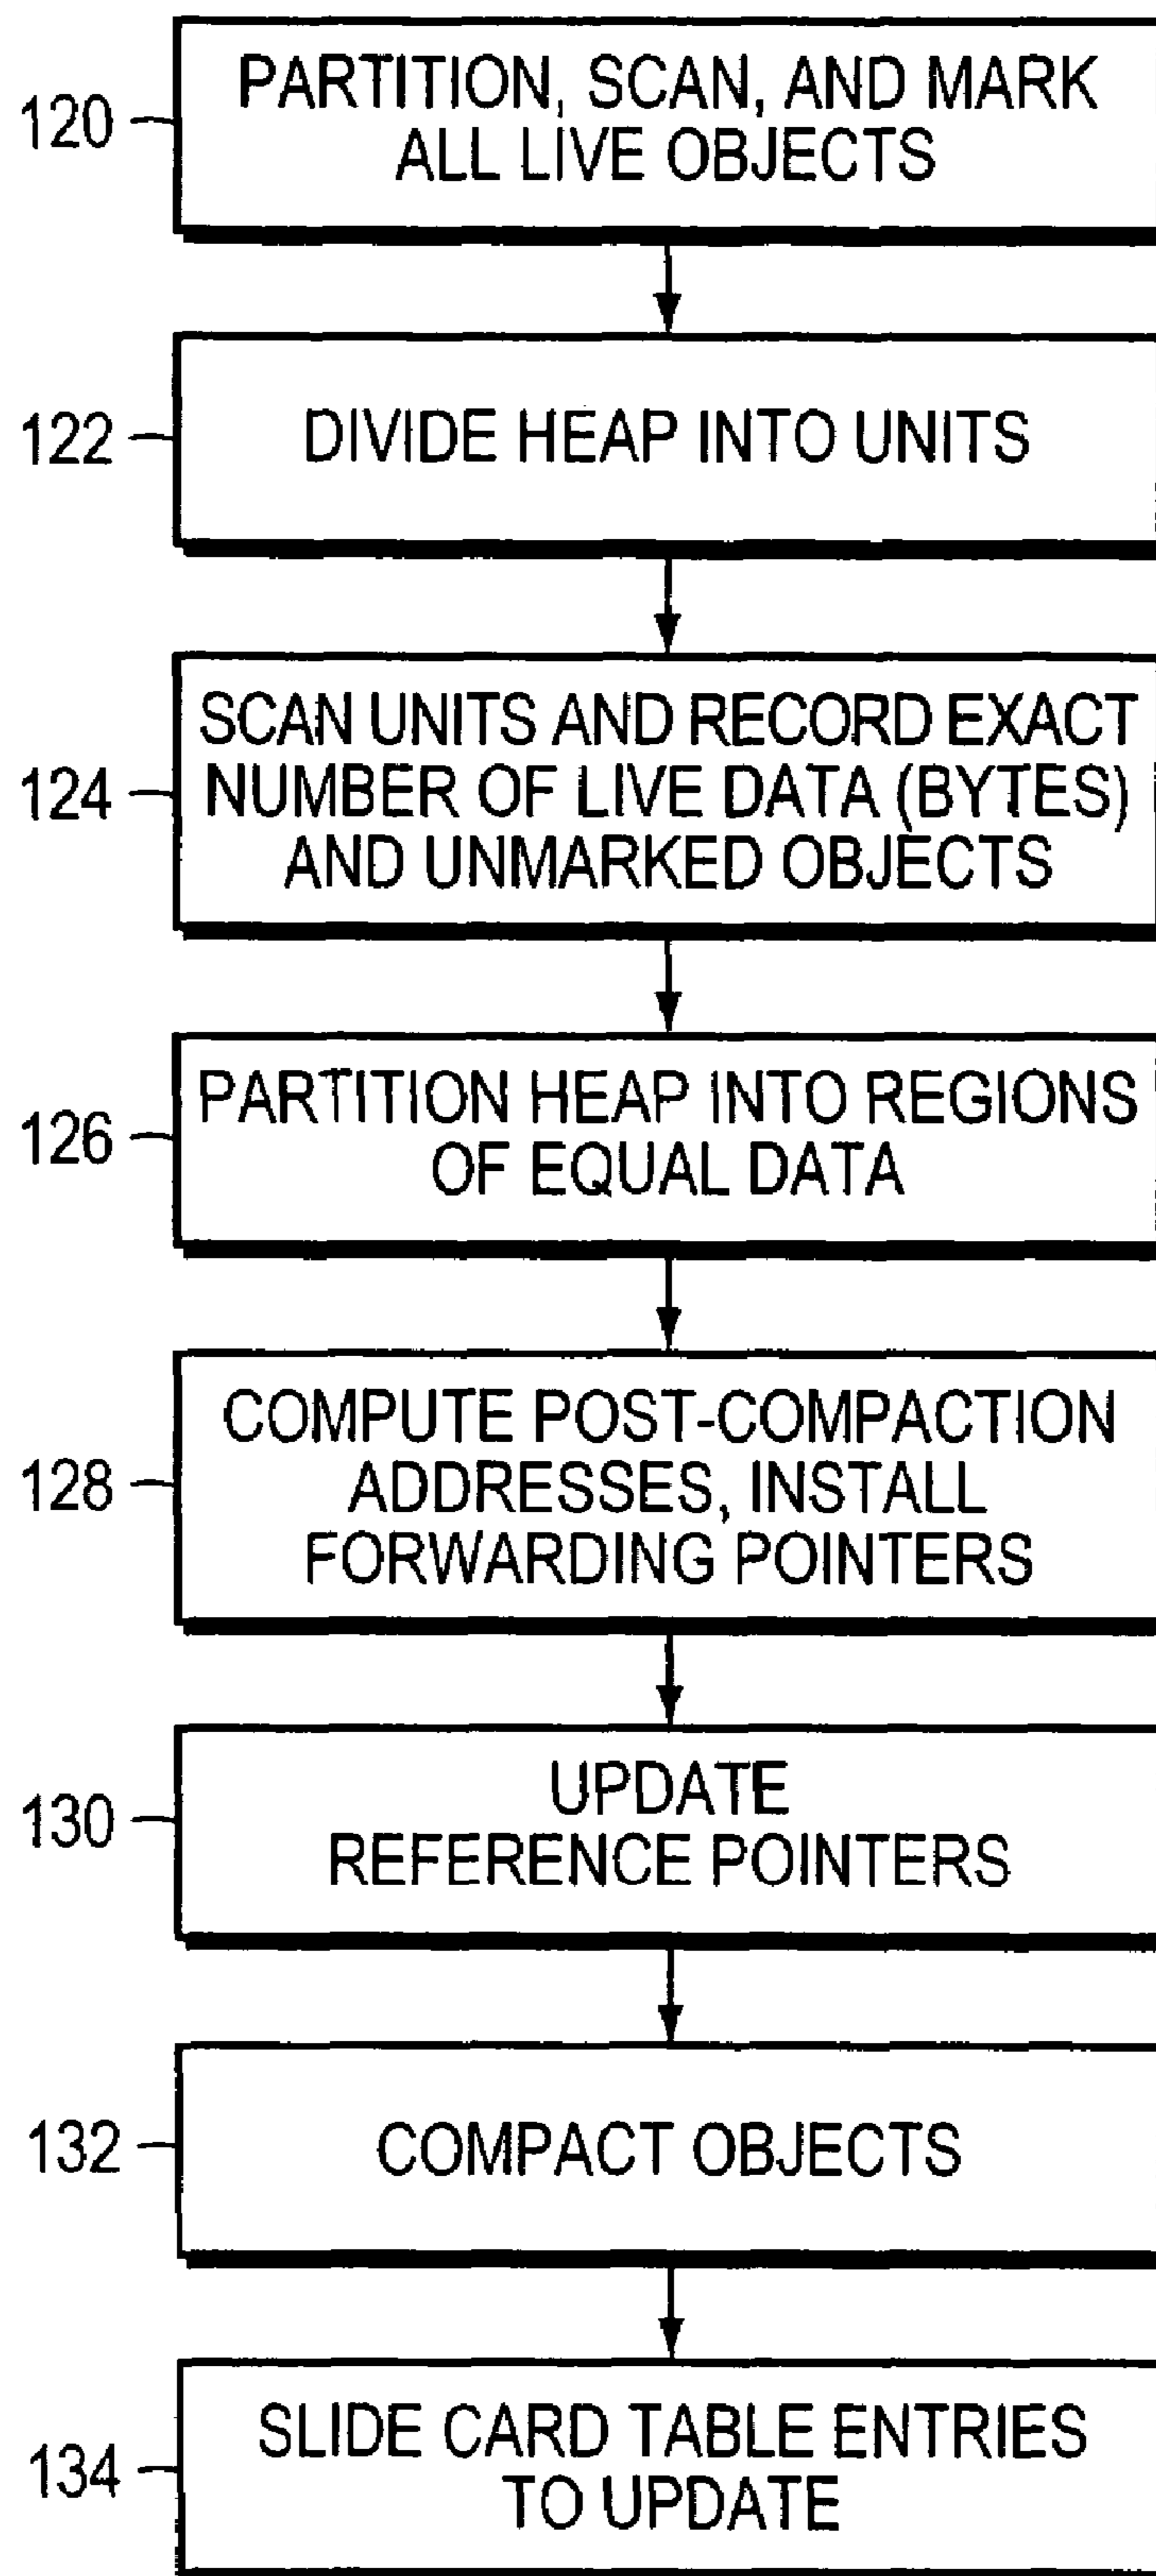 120
PARTITION, SCAN, AND MARK
ALL LIVE OBJECTS
122
DIVIDE HEAP INTO UNITS
124
SCAN UNITS AND RECORD EXACT
NUMBER OF LIVE DATA (BYTES)
AND UNMARKED OBJECTS
126
PARTITION HEAP INTO REGIONS
OF EQUAL DATA
128
COMPUTE POST-COMPACTION
ADDRESSES, INSTALL
FORWARDING POINTERS
130
UPDATE
REFERENCE POINTERS
132
COMPACT OBJECTS
134
SLIDE CARD TABLE ENTRIES
TO UPDATE